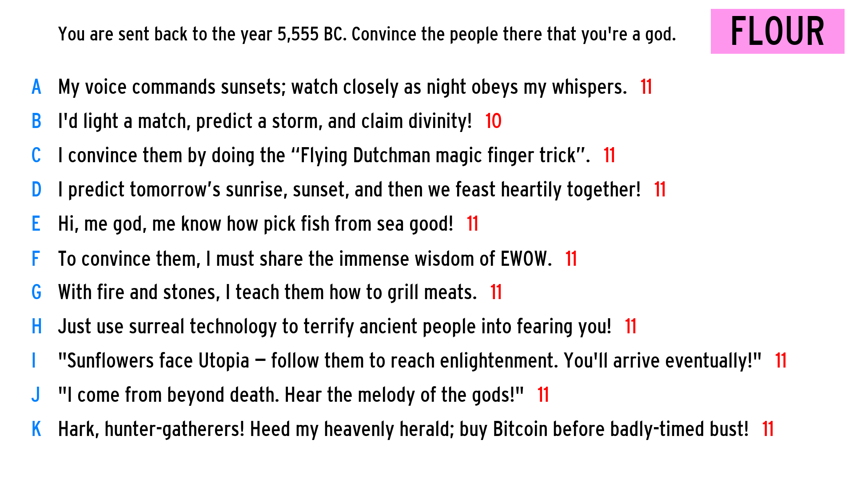 You are sent back to the year 5,555 BC. Convince the people there that you're a god.
FLOUR
A My voice commands sunsets; watch closely as night obeys my whispers. 11
B I'd light a match, predict a storm, and claim divinity! 10
C I convince them by doing the “Flying Dutchman magic finger trick”. 11
D I predict tomorrow’s sunrise, sunset, and then we feast heartily together! 11
E Hi, me god, me know how pick fish from sea good! 11
F To convince them, I must share the immense wisdom of EWOW. 11
G With fire and stones, I teach them how to grill meats. 11
H Just use surreal technology to terrify ancient people into fearing you! 11
I "Sunflowers face Utopia – follow them to reach enlightenment. You'll arrive eventually!" 11
J "I come from beyond death. Hear the melody of the gods!" 11
K Hark, hunter-gatherers! Heed my heavenly herald; buy Bitcoin before badly-timed bust! 11